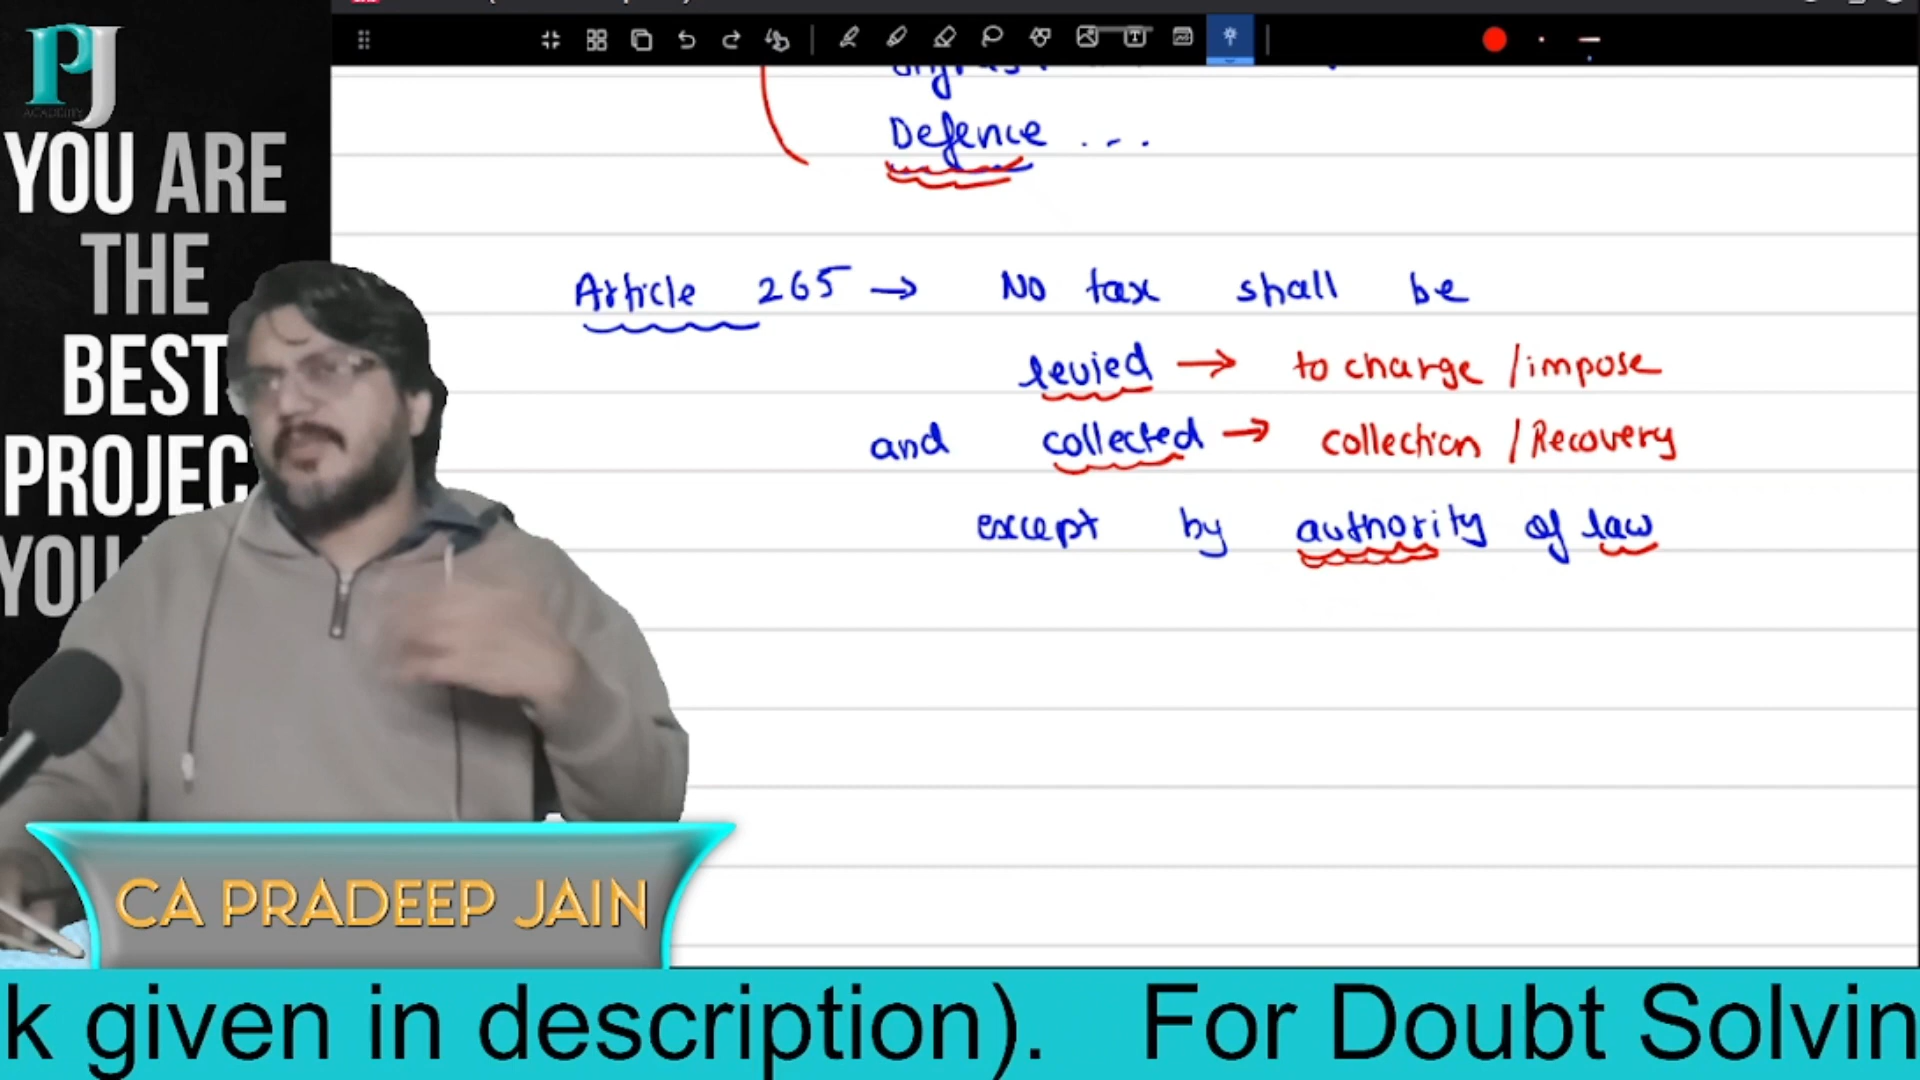 PJ
ACADEMY
YOU ARE
THE
BEST
PROJEC
YOU
Defence ...
Article 265 → No tax shall be
levied → to charge / impose
and collected → collection / Recovery
except by authority of law
CA PRADEEP JAIN
k given in description). For Doubt Solvin